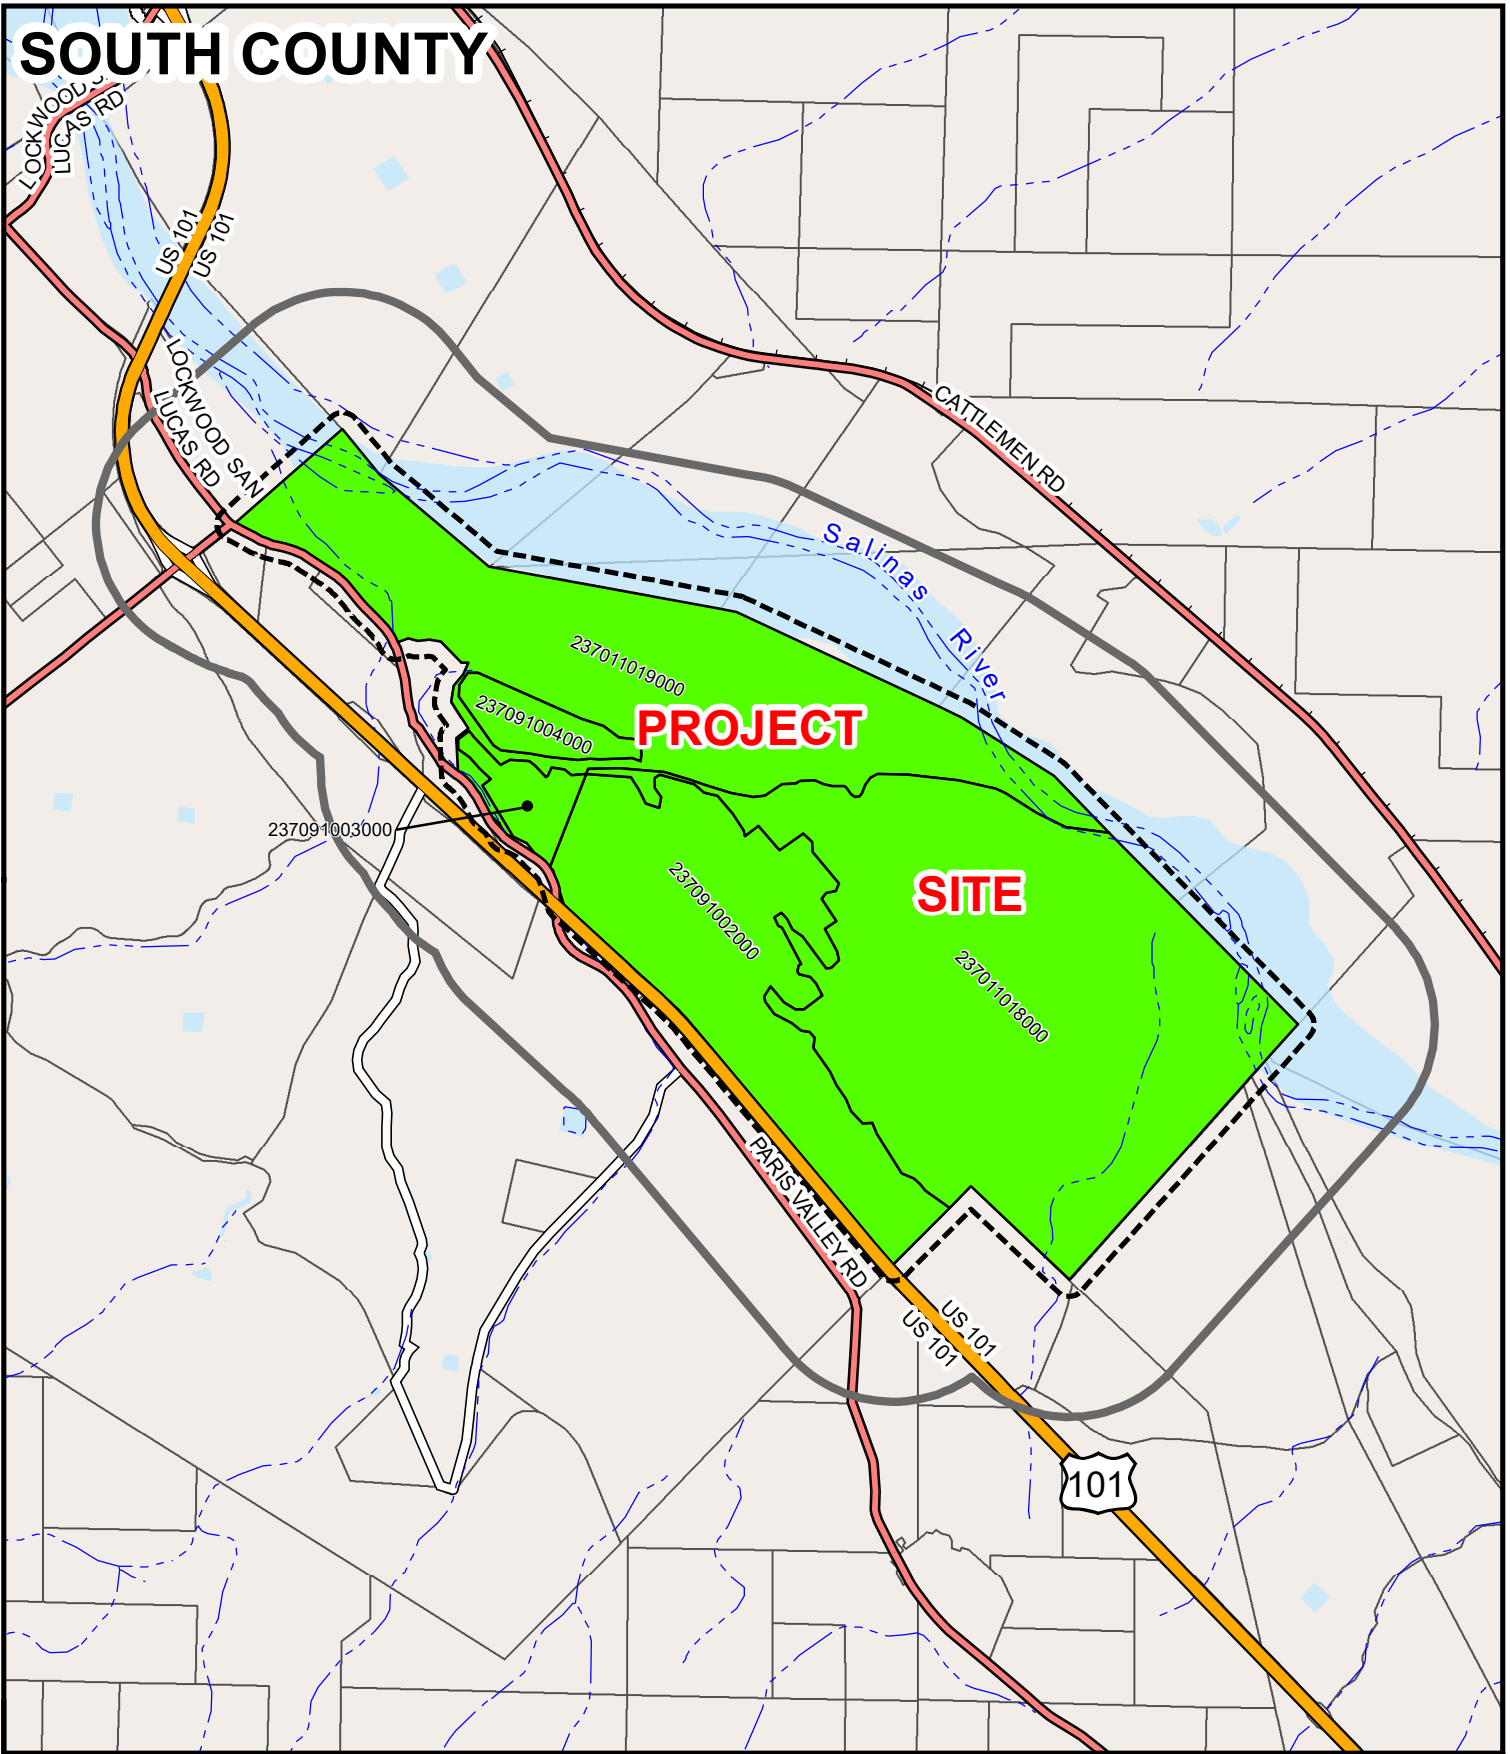 SOUTH COUNTY
LOCKWOOD S
LUCAS RD
US 101
US 101
LOCKWOOD SAN
LUCAS RD
CATTLEMEN RD
Salinas
River
237011019000
237091004000
PROJECT
237091003000
237091002000
SITE
237011018000
PARIS VALLEY RD
US 101
US 101
101